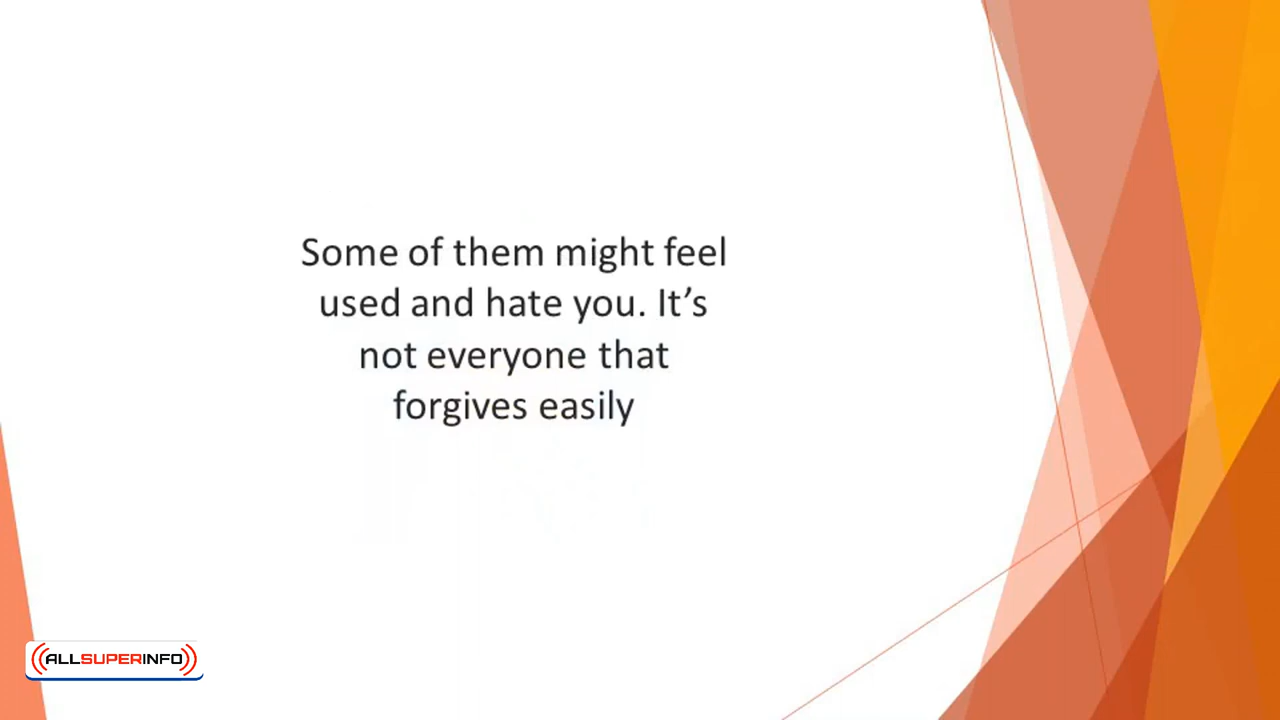 Some of them might feel
used and hate you. It’s
not everyone that
forgives easily
ALLSUPERINFO